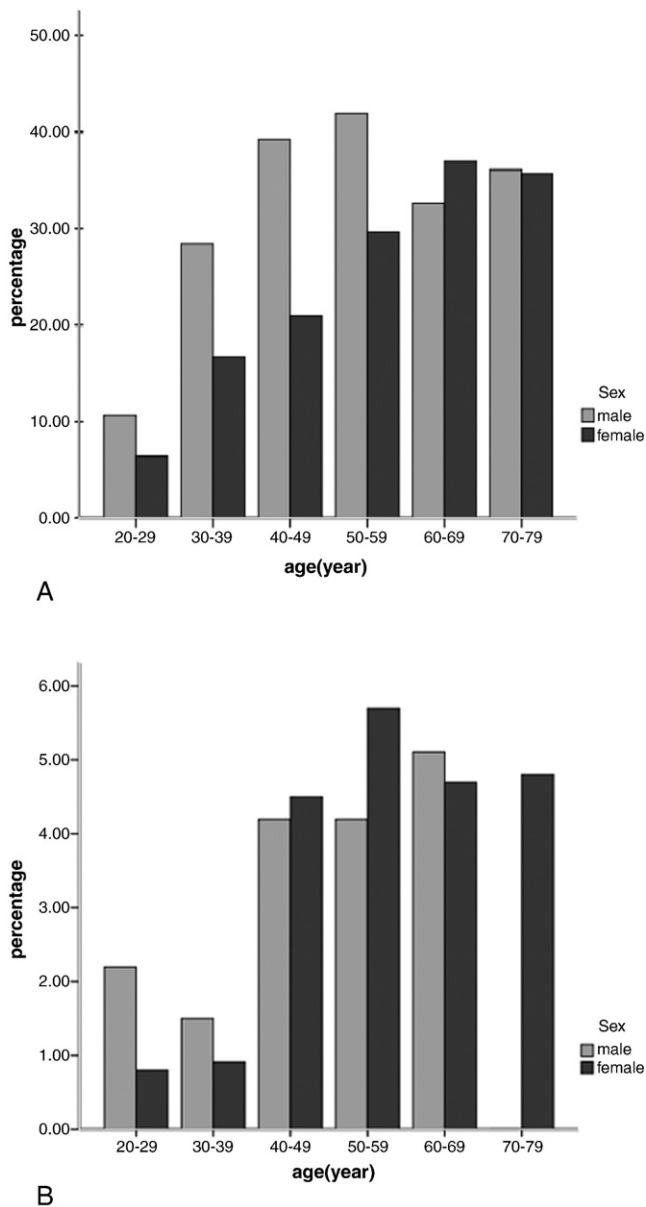 50.00
40.00
30.00
20.00
10.00
0.00
percentage
20-29 30-39 40-49 50-59 60-69 70-79
age(year)
Sex
male
female
A
6.00
5.00
4.00
3.00
2.00
1.00
0.00
percentage
20-29 30-39 40-49 50-59 60-69 70-79
age(year)
Sex
male
female
B